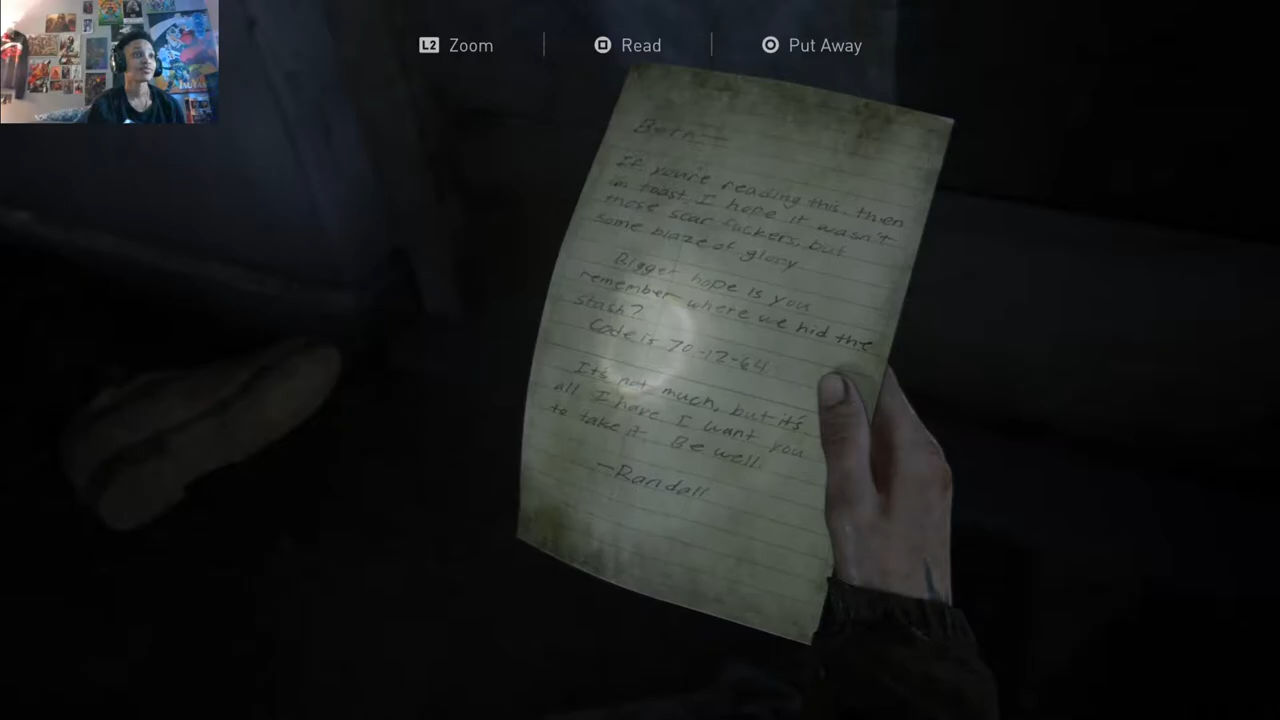 L2 Zoom | Read | Put Away
Born—
If you're reading this, then
im toast. I hope it wasn't
those scar fuckers, but
some blaze of glory.
Bigger hope is you
remember where we hid the
stash?
Code is 70-12-64
It's not much, but it's
all I have. I want you
to take it. Be well.
—Randall